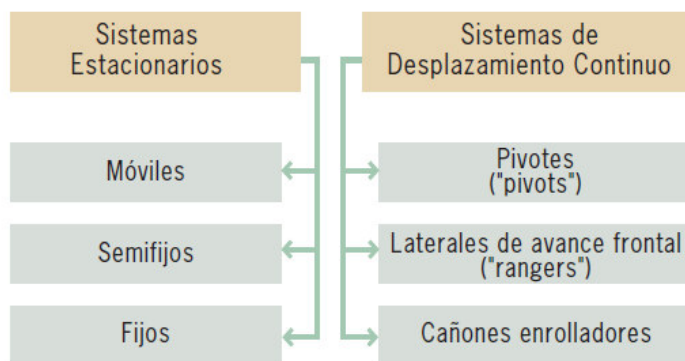 Sistemas
Estacionarios
Móviles
Semifijos
Fijos
Sistemas de
Desplazamiento Continuo
Pivotes
("pivots")
Laterales de avance frontal
("rangers")
Cañones enrolladores